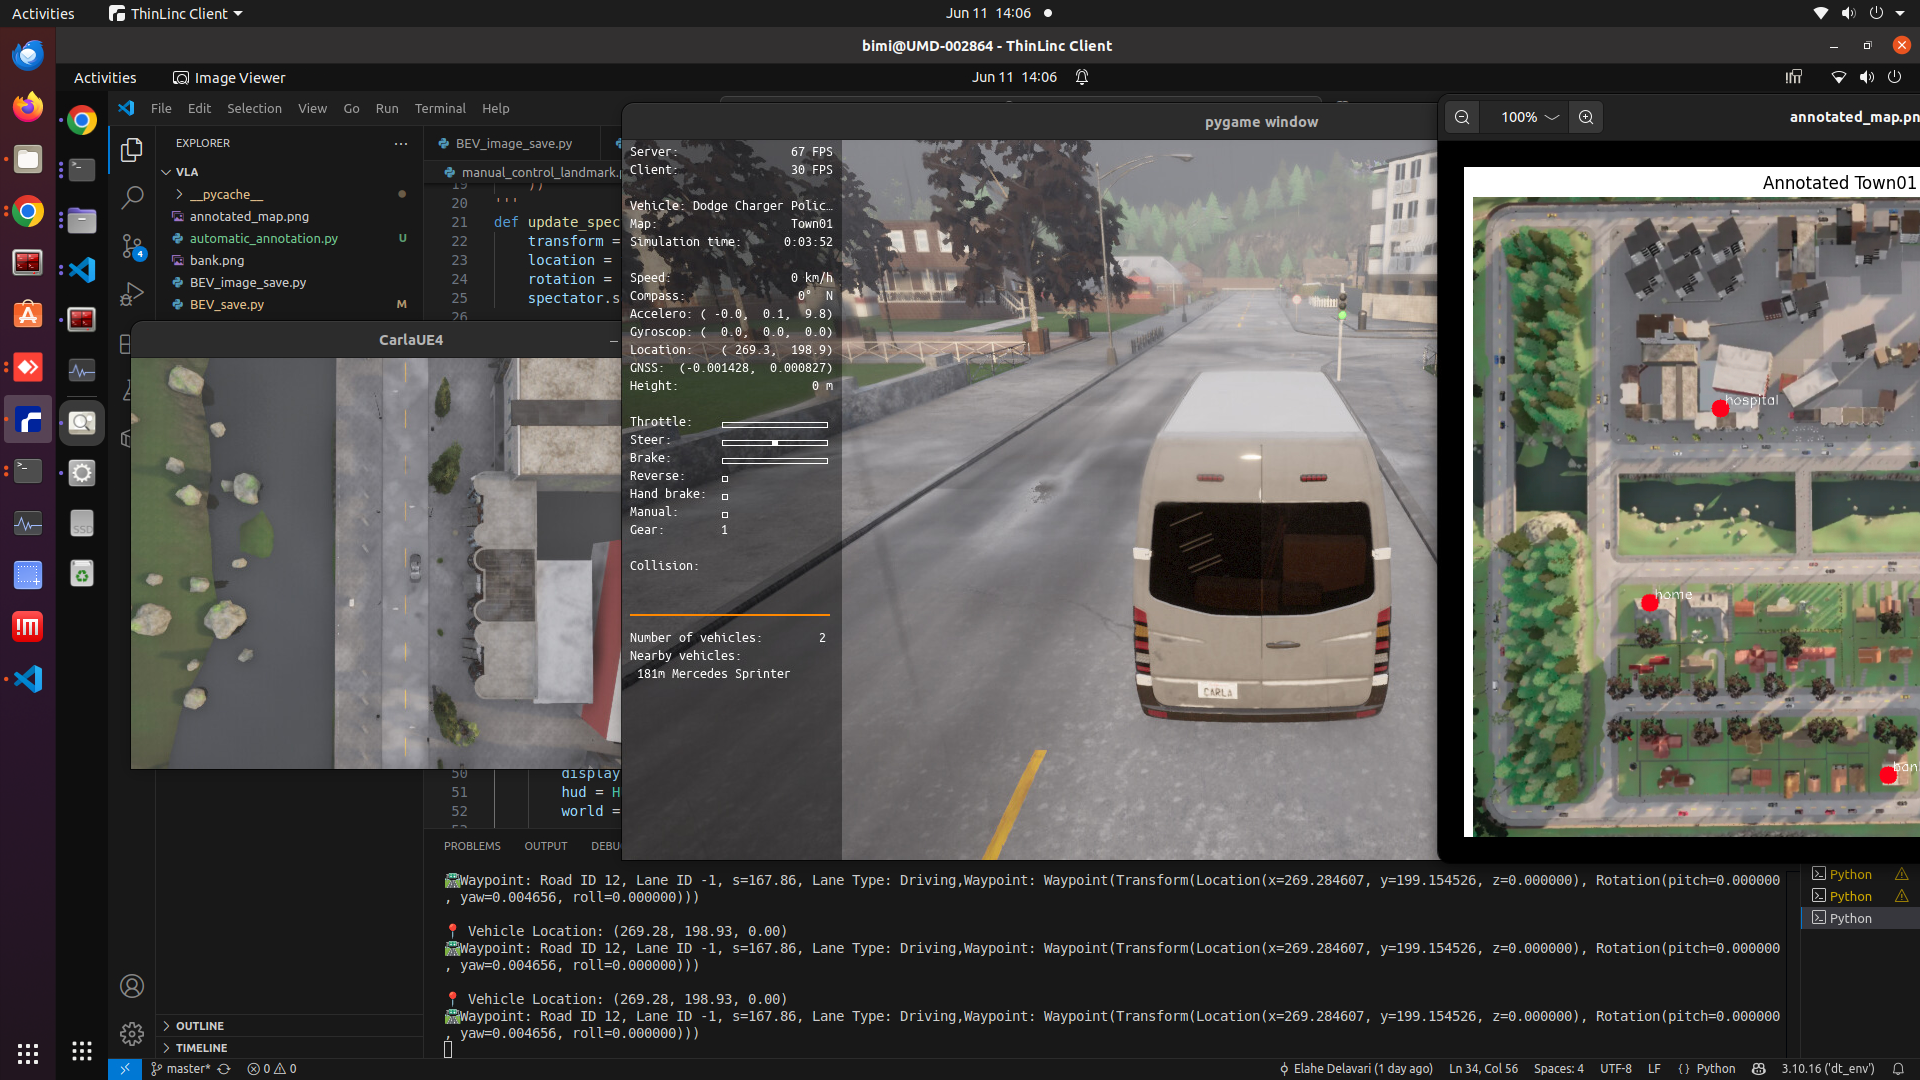 Activities
ThinLinc Client
Jun 11 14:06
bimi@UMD-002864 - ThinLinc Client
Activities
Image Viewer
Jun 11 14:06
File Edit Selection View Go Run Terminal Help
EXPLORER
VLA
__pycache__
annotated_map.png
automatic_annotation.py U
bank.png
BEV_image_save.py
BEV_save.py M
BEV_image_save.py
manual_control_landmark.
19 ))
20 '''
21 def update_spec
22 transform =
23 location =
24 rotation =
25 spectator.s
26
CarlaUE4
pygame window
Server: 67 FPS
Client: 30 FPS
Vehicle: Dodge Charger Polic…
Map: Town01
Simulation time: 0:03:52
Speed: 0 km/h
Compass: 0° N
Accelero: ( -0.0, 0.1, 9.8)
Gyroscop: ( 0.0, 0.0, 0.0)
Location: ( 269.3, 198.9)
GNSS: (-0.001428, 0.000827)
Height: 0 m
Throttle:
Steer:
Brake:
Reverse:
Hand brake:
Manual:
Gear: 1
Collision:
Number of vehicles: 2
Nearby vehicles:
181m Mercedes Sprinter
CARLA
100%
annotated_map.pn
Annotated Town01
hospital
home
ban
50 display
51 hud = H
52 world =
PROBLEMS OUTPUT DEBU
Waypoint: Road ID 12, Lane ID -1, s=167.86, Lane Type: Driving,Waypoint: Waypoint(Transform(Location(x=269.284607, y=199.154526, z=0.000000), Rotation(pitch=0.000000
, yaw=0.004656, roll=0.000000)))
📍 Vehicle Location: (269.28, 198.93, 0.00)
Waypoint: Road ID 12, Lane ID -1, s=167.86, Lane Type: Driving,Waypoint: Waypoint(Transform(Location(x=269.284607, y=199.154526, z=0.000000), Rotation(pitch=0.000000
, yaw=0.004656, roll=0.000000)))
📍 Vehicle Location: (269.28, 198.93, 0.00)
Waypoint: Road ID 12, Lane ID -1, s=167.86, Lane Type: Driving,Waypoint: Waypoint(Transform(Location(x=269.284607, y=199.154526, z=0.000000), Rotation(pitch=0.000000
, yaw=0.004656, roll=0.000000)))
Python
Python
Python
OUTLINE
TIMELINE
master* 0 0
Elahe Delavari (1 day ago) Ln 34, Col 56 Spaces: 4 UTF-8 LF Python 3.10.16 ('dt_env')